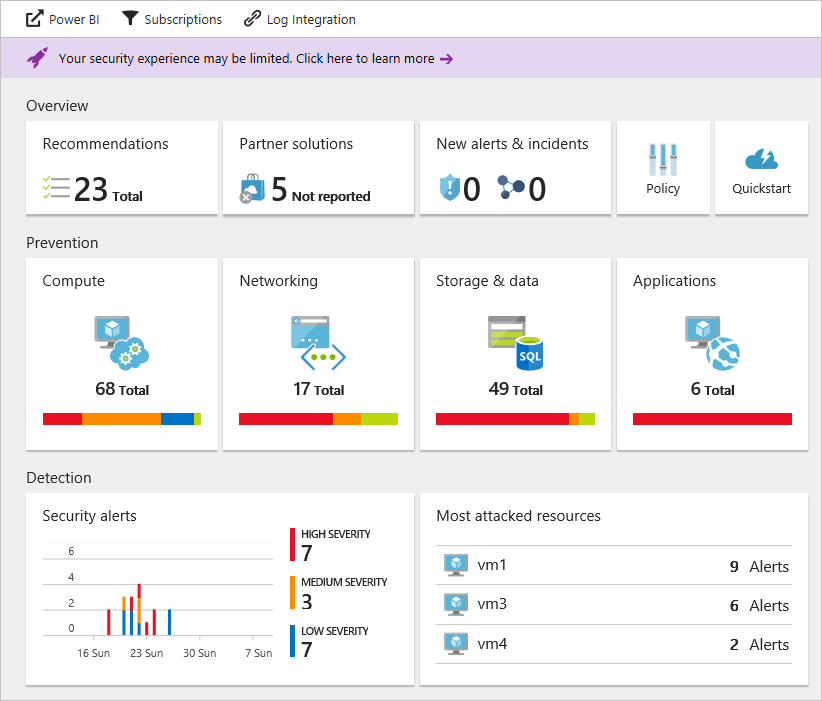 Power BI Subscriptions Log Integration
Your security experience may be limited. Click here to learn more →
Overview
Recommendations
23 Total
Partner solutions
5 Not reported
New alerts & incidents
0 0
Policy
Quickstart
Prevention
Compute
68 Total
Networking
17 Total
Storage & data
SQL
49 Total
Applications
6 Total
Detection
Security alerts
6
4
2
0
16 Sun 23 Sun 30 Sun 7 Sun
HIGH SEVERITY
7
MEDIUM SEVERITY
3
LOW SEVERITY
7
Most attacked resources
vm1 9 Alerts
vm3 6 Alerts
vm4 2 Alerts